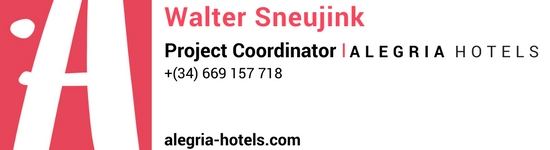 Walter Sneujink
Project Coordinator | ALEGRIA HOTELS
+(34) 669 157 718
alegria-hotels.com